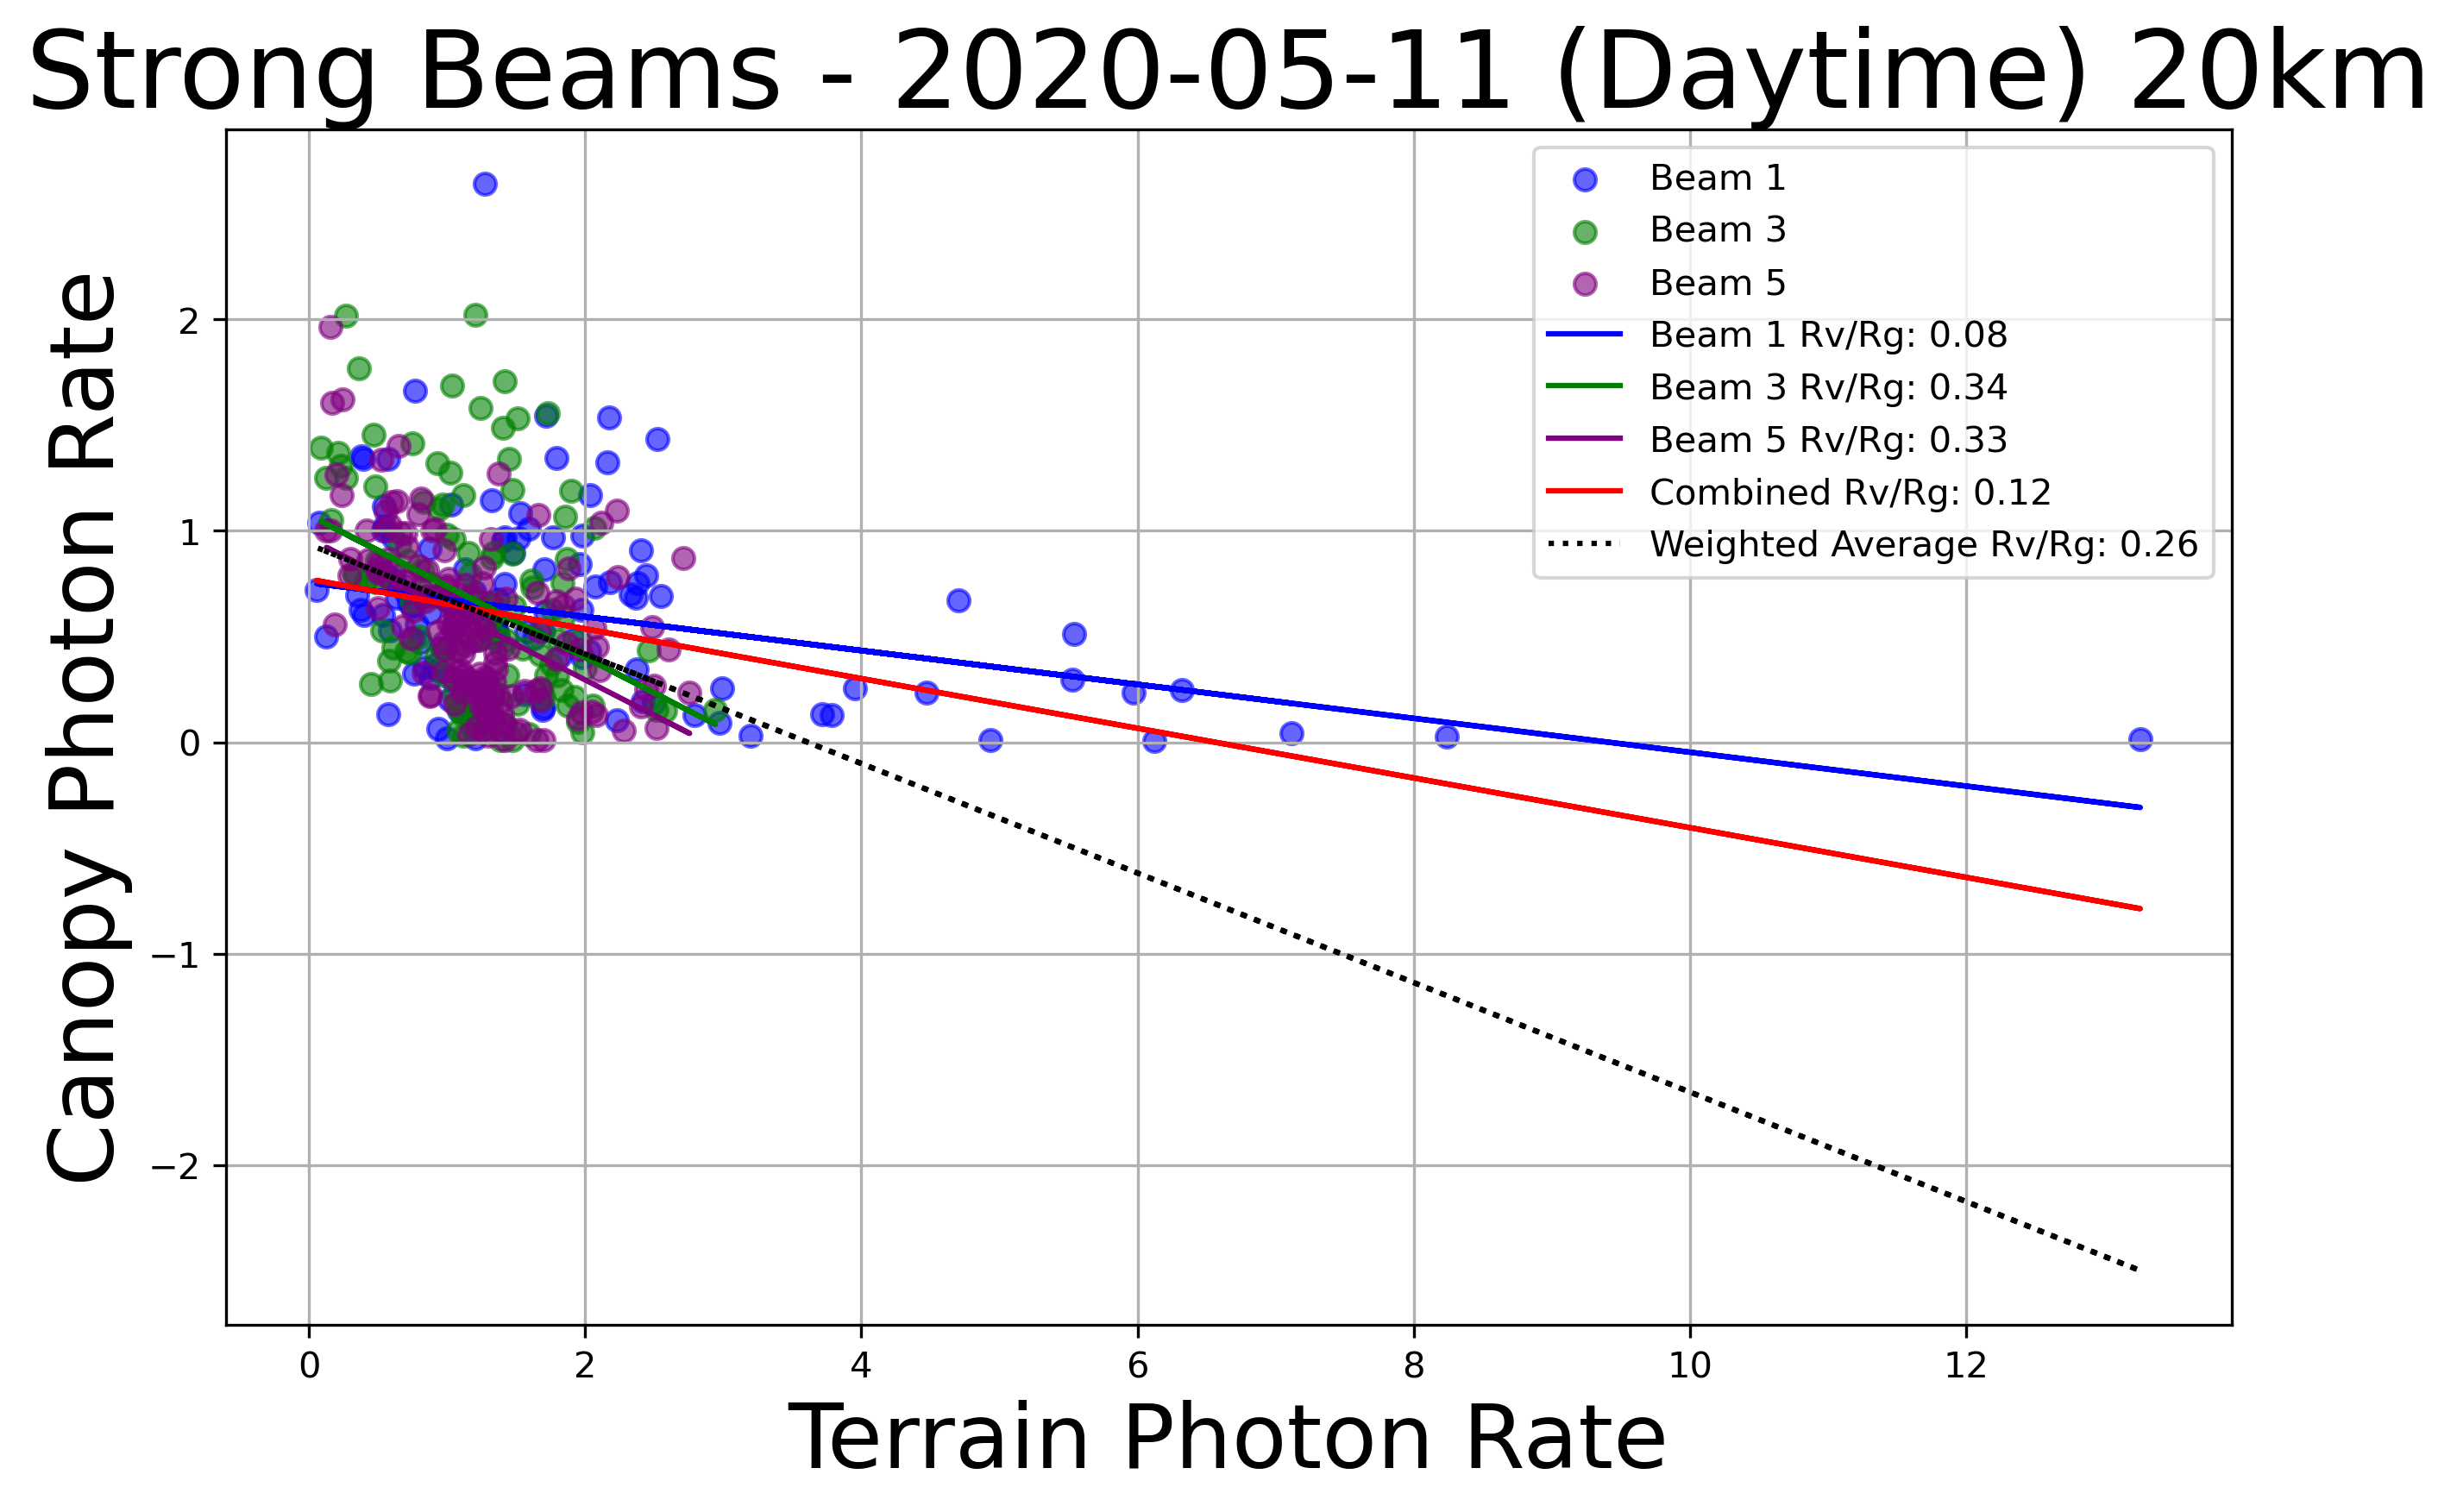 Strong Beams - 2020-05-11 (Daytime) 20km
Beam 1
Beam 3
Beam 5
Beam 1 Rv/Rg: 0.08
Beam 3 Rv/Rg: 0.34
Beam 5 Rv/Rg: 0.33
Combined Rv/Rg: 0.12
Weighted Average Rv/Rg: 0.26
Canopy Photon Rate
2
1
0
−1
−2
0 2 4 6 8 10 12
Terrain Photon Rate